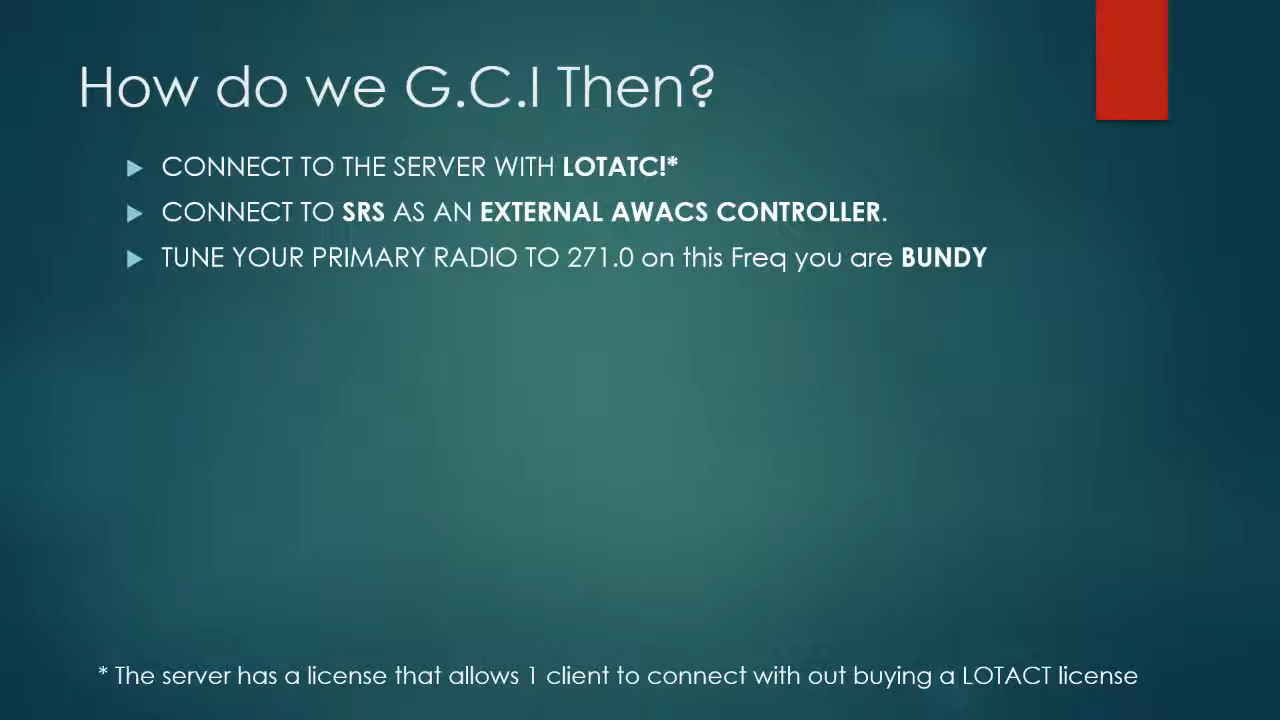 How do we G.C.I Then?
CONNECT TO THE SERVER WITH LOTATC!*
CONNECT TO SRS AS AN EXTERNAL AWACS CONTROLLER.
TUNE YOUR PRIMARY RADIO TO 271.0 on this Freq you are BUNDY
* The server has a license that allows 1 client to connect with out buying a LOTACT license